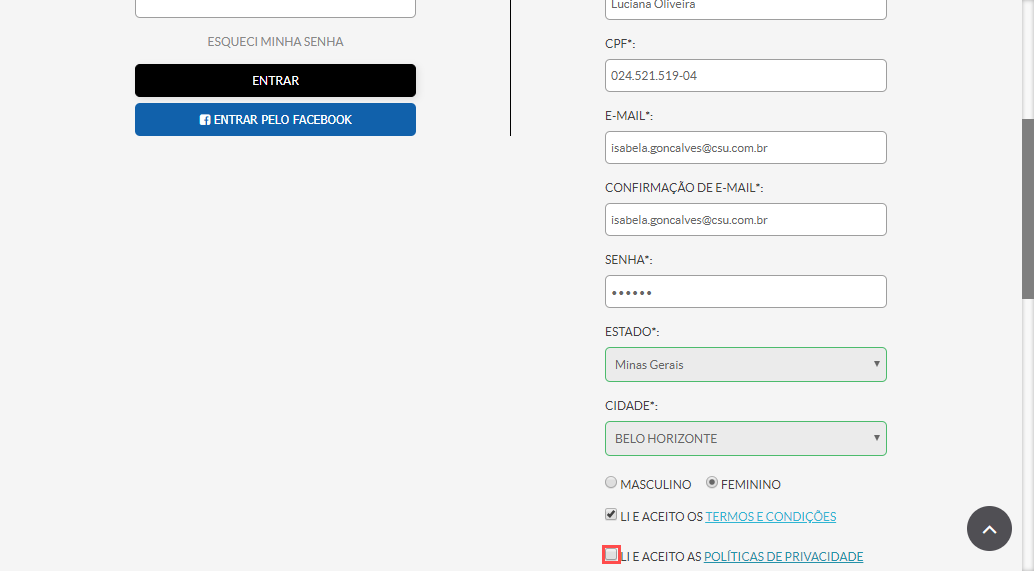 ESQUECI MINHA SENHA
ENTRAR
ENTRAR PELO FACEBOOK
Luciana Oliveira
CPF*:
024.521.519-04
E-MAIL*:
isabela.goncalves@csu.com.br
CONFIRMAÇÃO DE E-MAIL*:
isabela.goncalves@csu.com.br
SENHA*:
••••••
ESTADO*:
Minas Gerais
CIDADE*:
BELO HORIZONTE
MASCULINO FEMININO
LI E ACEITO OS TERMOS E CONDIÇÕES
LI E ACEITO AS POLÍTICAS DE PRIVACIDADE